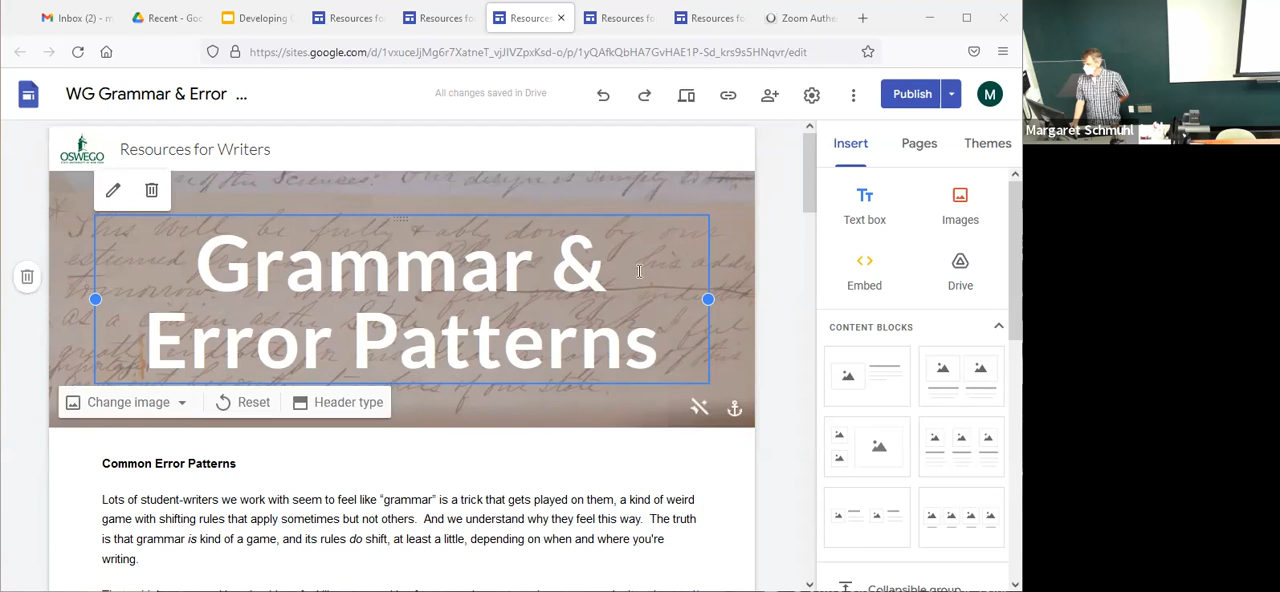 Inbox (2) - m
Recent - Goo
Developing
Resources fo
Resources fo
Resources
Resources fo
Resources fo
Zoom Authe
https://sites.google.com/d/1vxuceJjMg6r7XatneT_vjJIVZpxKsd-o/p/1yQAfkQbHA7GvHAE1P-Sd_krs9s5HNqvr/edit
WG Grammar & Error ...
All changes saved in Drive
Publish
M
OSWEGO
Resources for Writers
Insert
Pages
Themes
Grammar &
Error Patterns
Text box
Images
Embed
Drive
CONTENT BLOCKS
Change image
Reset
Header type
Common Error Patterns
Lots of student-writers we work with seem to feel like “grammar” is a trick that gets played on them, a kind of weird
game with shifting rules that apply sometimes but not others. And we understand why they feel this way. The truth
is that grammar is kind of a game, and its rules do shift, at least a little, depending on when and where you're
writing.
Collapsible group
Margaret Schmuhl